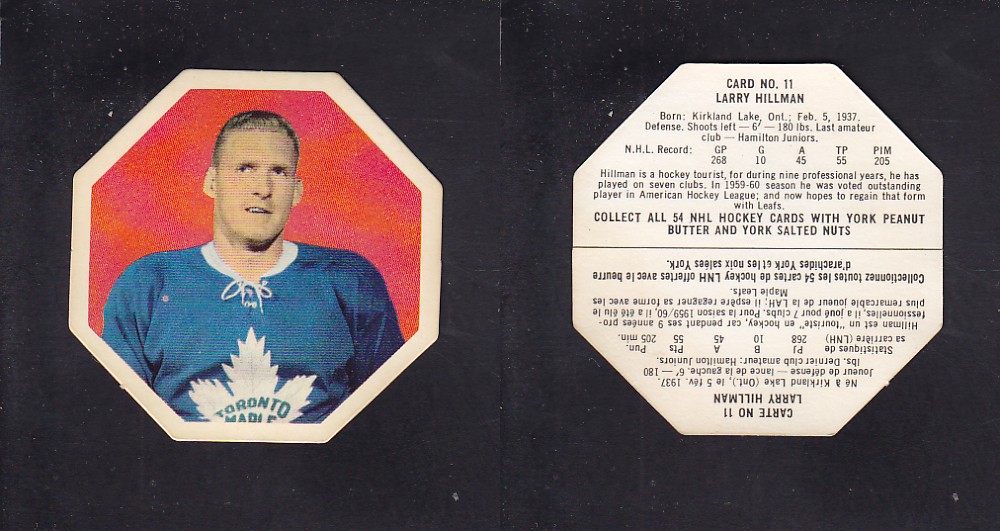 TORONTO
MAPLE
CARD NO. 11
LARRY HILLMAN
Born: Kirkland Lake, Ont.; Feb. 5, 1937.
Defense. Shoots left — 6' — 180 lbs. Last amateur
club — Hamilton Juniors.
N.H.L. Record: GP G A TP PIM
268 10 45 55 205
Hillman is a hockey tourist, for during nine professional years, he has
played on seven clubs. In 1959-60 season he was voted outstanding
player in American Hockey League; and now hopes to regain that form
with Leafs.
COLLECT ALL 54 NHL HOCKEY CARDS WITH YORK PEANUT
BUTTER AND YORK SALTED NUTS
CARTE NO 11
LARRY HILLMAN
Né à Kirkland Lake (Ont.), le 5 fév. 1937.
Joueur de défense — lance de la gauche. 6' — 180
lbs. Dernier club amateur: Hamilton Juniors.
Statistiques de PJ B A Pts Pun.
sa carrière (LNH) 268 10 45 55 205 min.
Hillman est un "touriste" en hockey, car, pendant ses 9 années pro-
fessionnelles, il a joué pour 7 clubs. Pour la saison 1959/60, il a été élu le
plus remarquable joueur de la LAH; il espère regagner sa forme avec les
Maple Leafs.
Collectionnez toutes les 54 cartes de hockey LNH offertes avec le beurre
d'arachides York et les noix salées York.